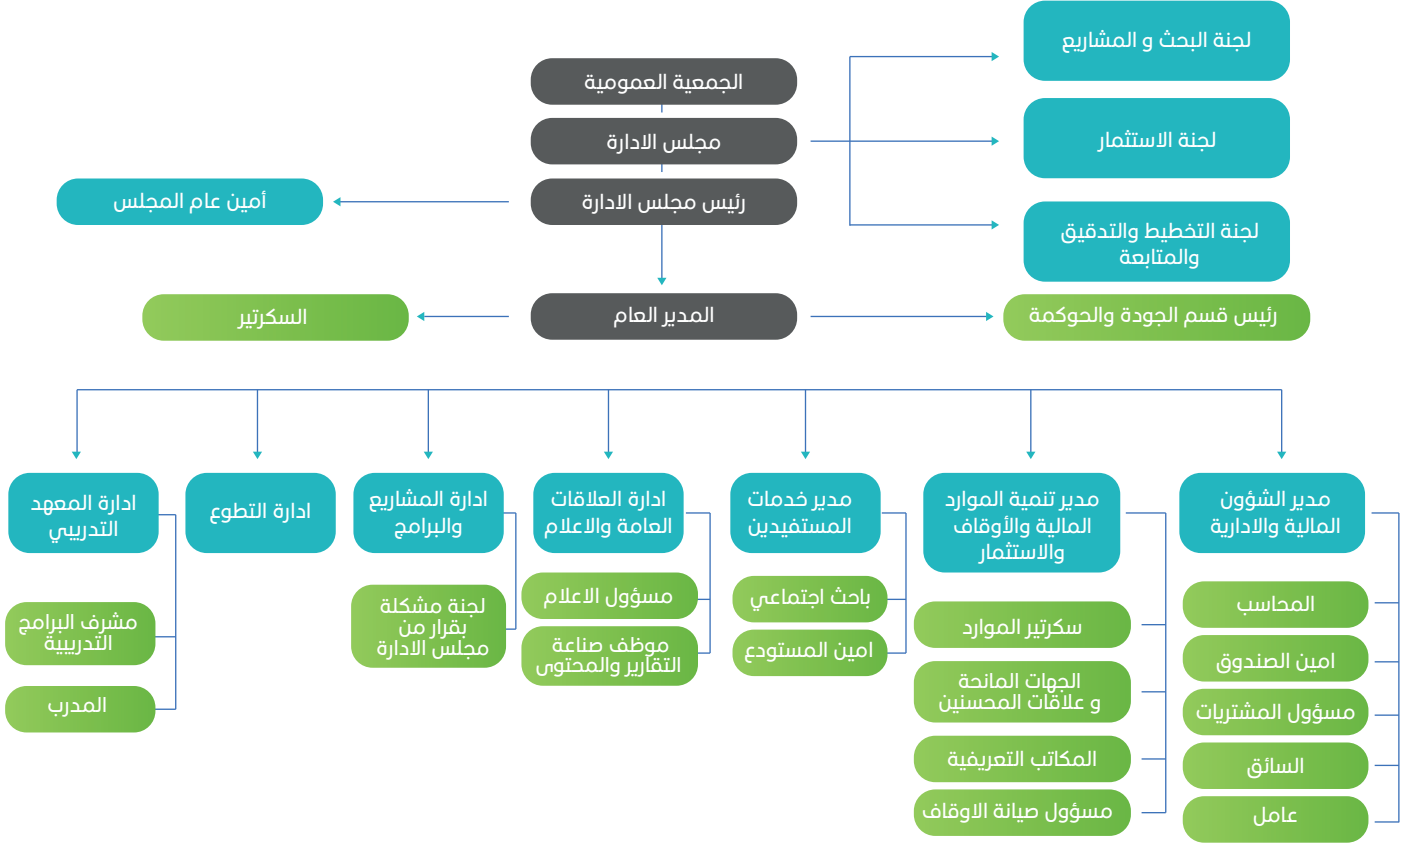 لجنة البحث و المشاريع
الجمعية العمومية
مجلس الادارة
لجنة الاستثمار
رئيس مجلس الادارة
أمين عام المجلس
لجنة التخطيط والتدقيق
والمتابعة
رئيس قسم الجودة والحوكمة
المدير العام
السكرتير
مدير الشؤون
المالية والادارية
المحاسب
امين الصندوق
مسؤول المشتريات
السائق
عامل
مدير تنمية الموارد
المالية والأوقاف
والاستثمار
سكرتير الموارد
الجهات المانحة
و علاقات المحسنين
المكاتب التعريفية
مسؤول صيانة الاوقاف
مدير خدمات
المستفيدين
باحث اجتماعي
امين المستودع
ادارة العلاقات
العامة والاعلام
مسؤول الاعلام
موظف صناعة
التقارير والمحتوى
ادارة المشاريع
والبرامج
لجنة مشكلة
بقرار من
مجلس الادارة
ادارة التطوع
ادارة المعهد
التدريبي
مشرف البرامج
التدريبية
المدرب